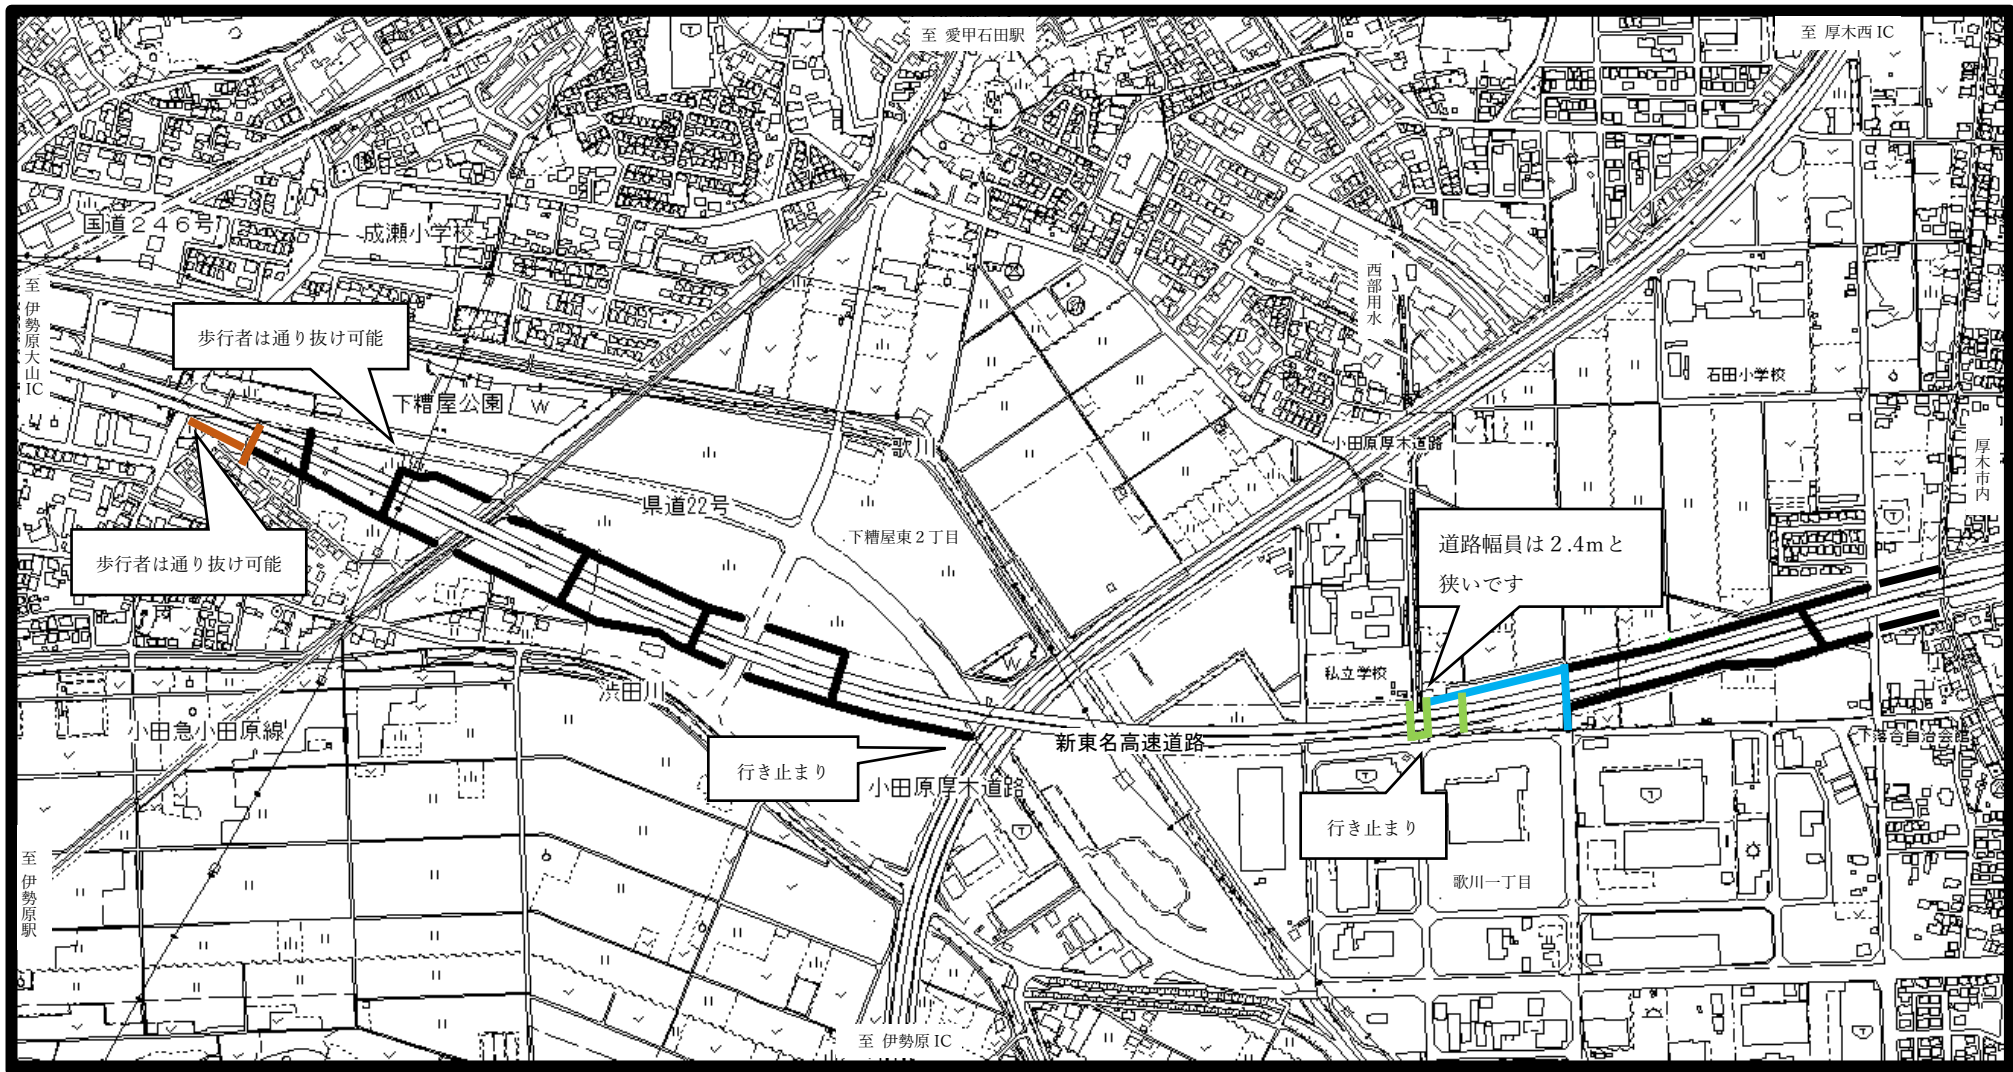 至 愛甲石田駅
至 厚木西 IC
国道２４６号
成瀬小学校
至 伊勢原大山IC
西部用水
歩行者は通り抜け可能
石田小学校
下糟屋公園
歌川
小田原厚木道路
厚木市内
県道22号
下糟屋東２丁目
道路幅員は２.4ｍと
狭いです
歩行者は通り抜け可能
私立学校
渋田川
小田急小田原線
新東名高速道路
下落合自治会館
行き止まり
小田原厚木道路
行き止まり
至 伊勢原駅
歌川一丁目
至 伊勢原 IC